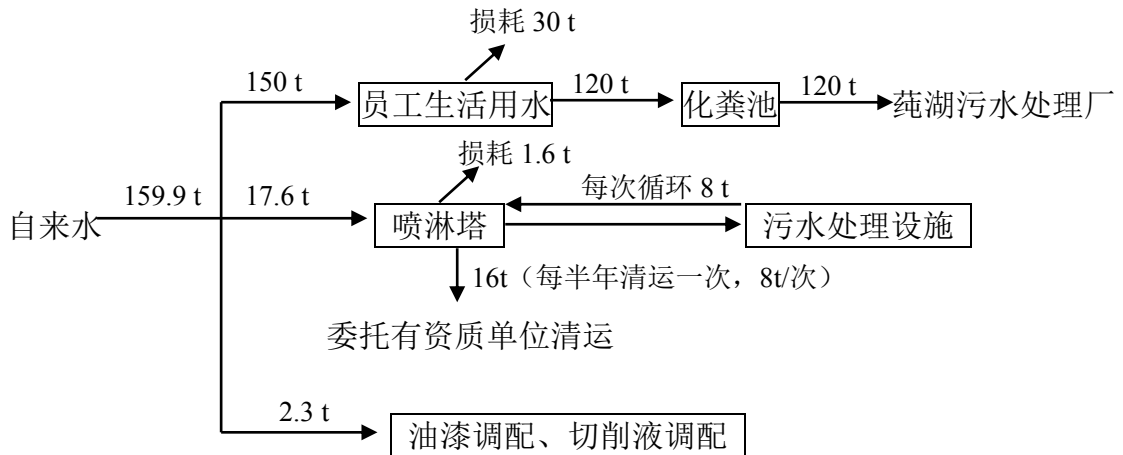 损耗 30 t
150 t
员工生活用水
120 t
化粪池
120 t
莼湖污水处理厂
损耗 1.6 t
159.9 t
17.6 t
每次循环 8 t
自来水
喷淋塔
污水处理设施
16t（每半年清运一次，8t/次）
委托有资质单位清运
2.3 t
油漆调配、切削液调配